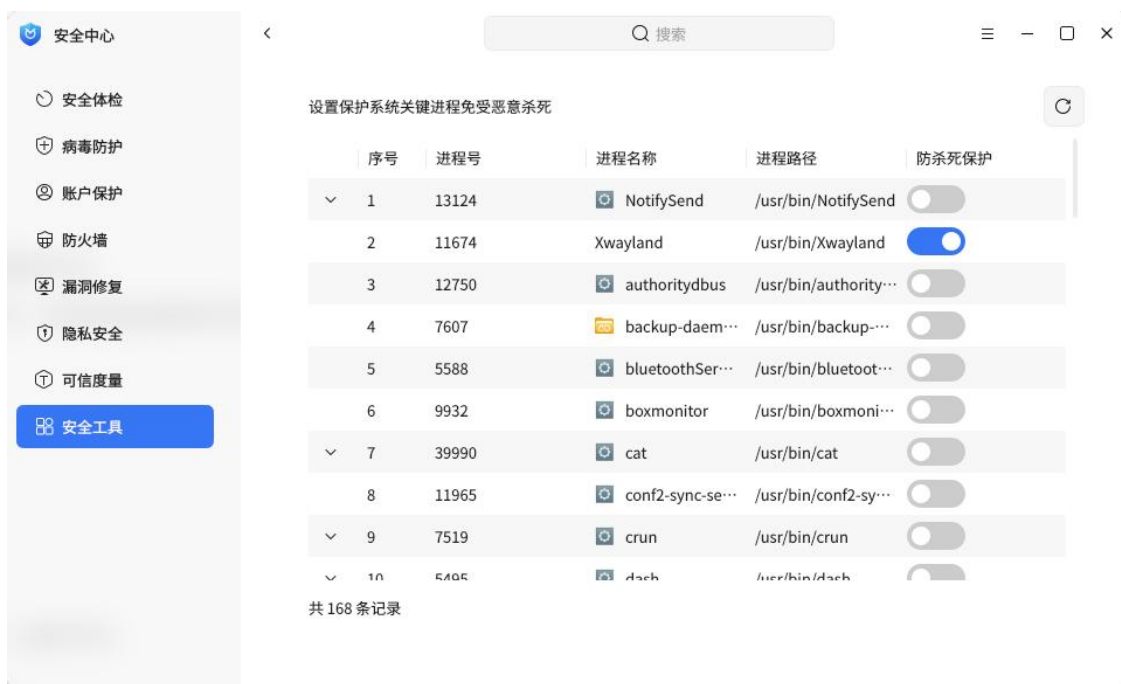 安全中心
搜索
安全体检
病毒防护
账户保护
防火墙
漏洞修复
隐私安全
可信度量
安全工具
设置保护系统关键进程免受恶意杀死
序号 进程号 进程名称 进程路径 防杀死保护
1 13124 NotifySend /usr/bin/NotifySend
2 11674 Xwayland /usr/bin/Xwayland
3 12750 authoritydbus /usr/bin/authority···
4 7607 backup-daem··· /usr/bin/backup-···
5 5588 bluetoothSer··· /usr/bin/bluetoot···
6 9932 boxmonitor /usr/bin/boxmoni···
7 39990 cat /usr/bin/cat
8 11965 conf2-sync-se··· /usr/bin/conf2-sy···
9 7519 crun /usr/bin/crun
10 5495 dash /usr/bin/dash
共 168 条记录